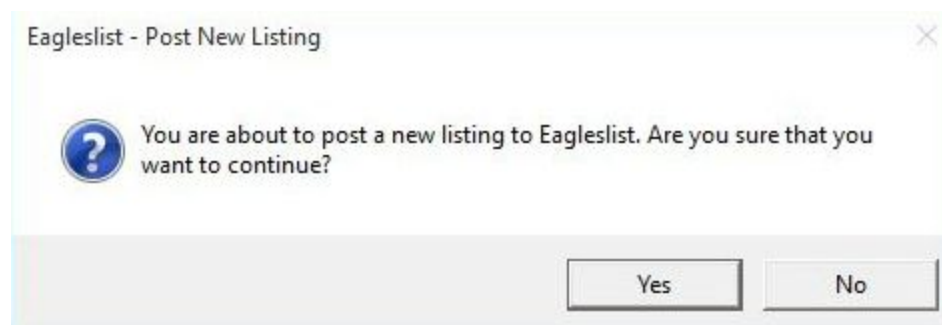 Eagleslist - Post New Listing
You are about to post a new listing to Eagleslist. Are you sure that you
want to continue?
Yes
No